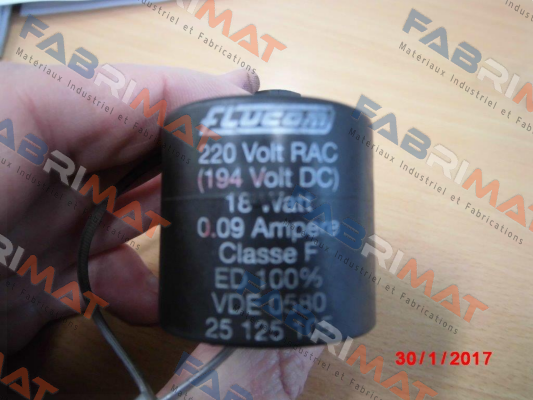 FLUCOM
220 Volt RAC
(194 Volt DC)
18 Watt
0.09 Ampere
Classe F
ED 100%
VDE 0580
25 125
30/1/2017
FABRIMAT
Matériaux Industriel et Fabrications